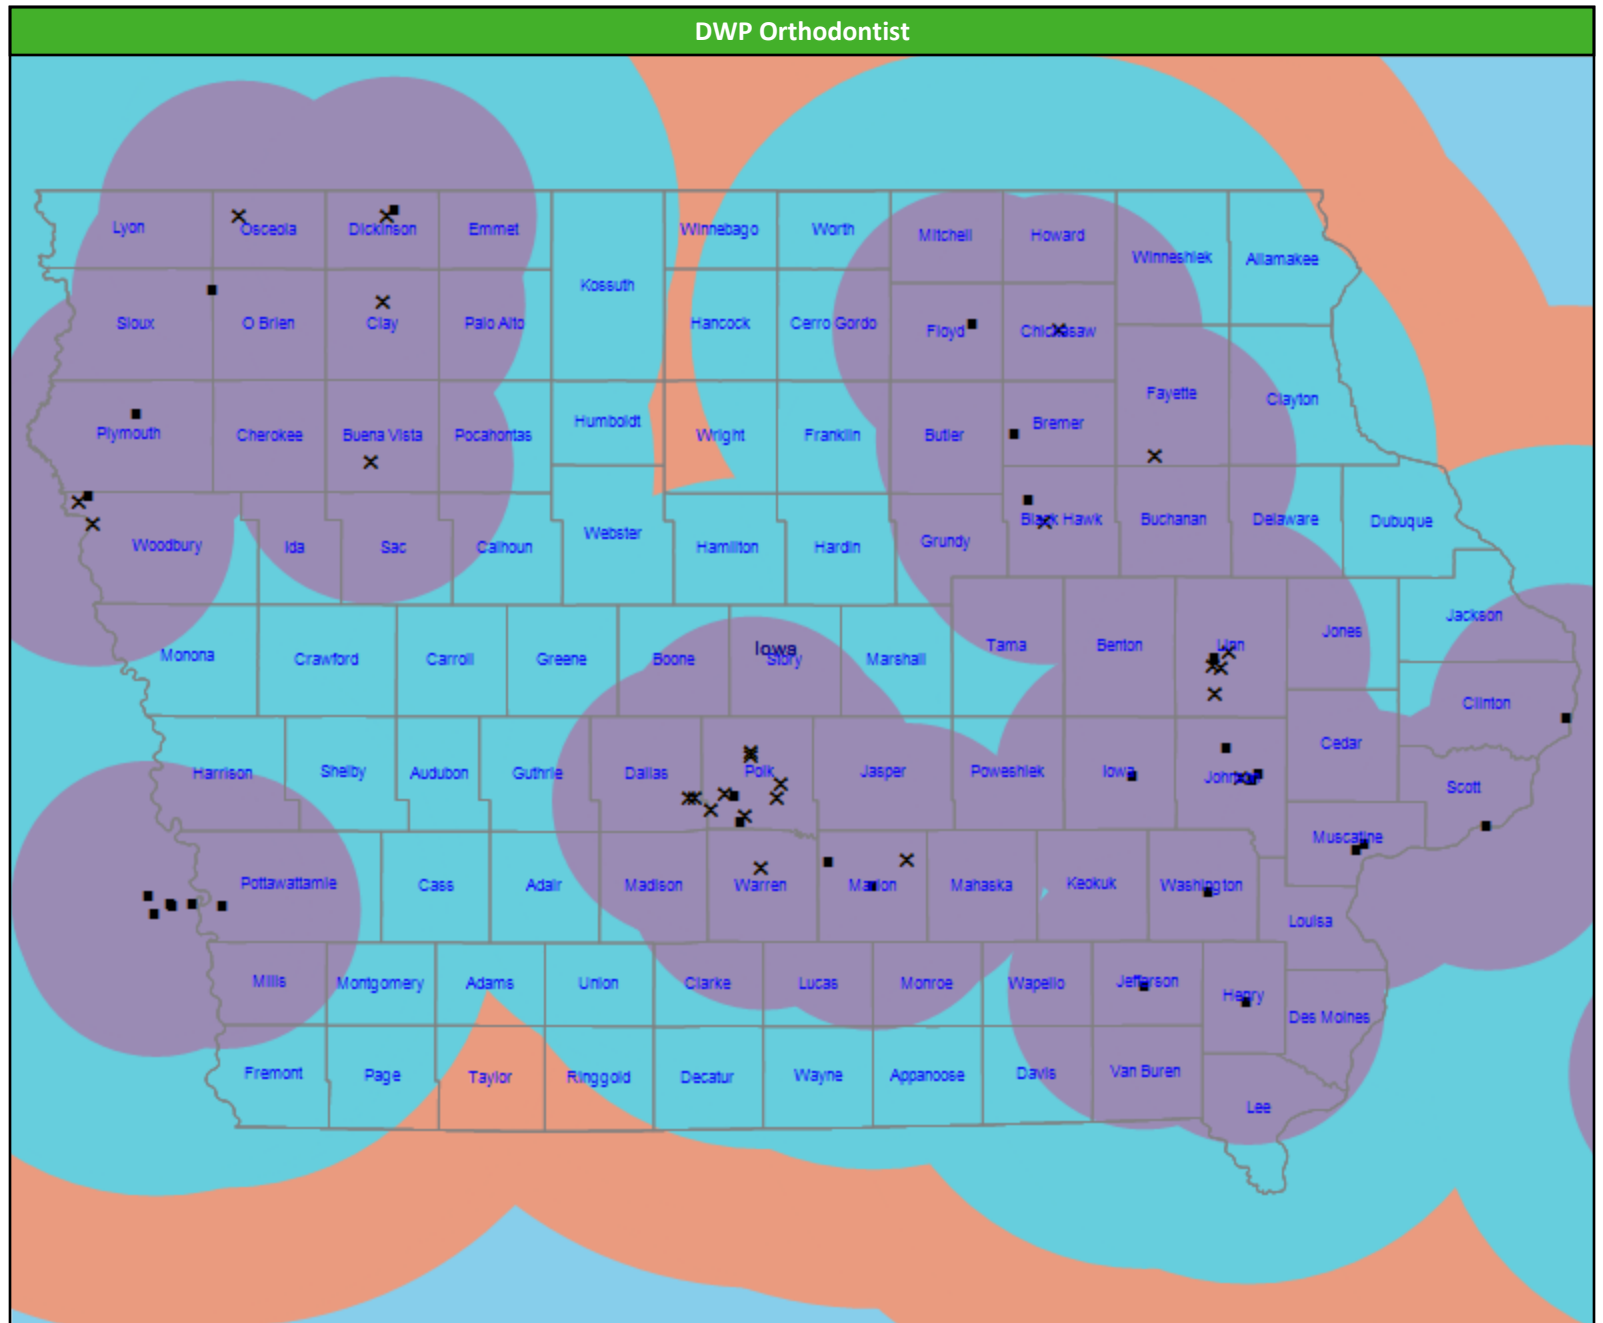 DWP Orthodontist
Lyon
Osceola
Dickinson
Emmet
Winnebago
Worth
Mitchell
Howard
Winneshiek
Allamakee
Kossuth
Sioux
O Brien
Clay
Palo Alto
Hancock
Cerro Gordo
Floyd
Chickasaw
Fayette
Clayton
Plymouth
Cherokee
Buena Vista
Pocahontas
Humboldt
Wright
Franklin
Butler
Bremer
Woodbury
Ida
Sac
Calhoun
Webster
Hamilton
Hardin
Grundy
Black Hawk
Buchanan
Delaware
Dubuque
Monona
Crawford
Carroll
Greene
Boone
Iowa
Story
Marshall
Tama
Benton
Linn
Jones
Jackson
Clinton
Harrison
Shelby
Audubon
Guthrie
Dallas
Polk
Jasper
Poweshiek
Iowa
Johnson
Cedar
Scott
Muscatine
Pottawattamie
Cass
Adair
Madison
Warren
Marion
Mahaska
Keokuk
Washington
Louisa
Mills
Montgomery
Adams
Union
Clarke
Lucas
Monroe
Wapello
Jefferson
Henry
Des Moines
Fremont
Page
Taylor
Ringgold
Decatur
Wayne
Appanoose
Davis
Van Buren
Lee